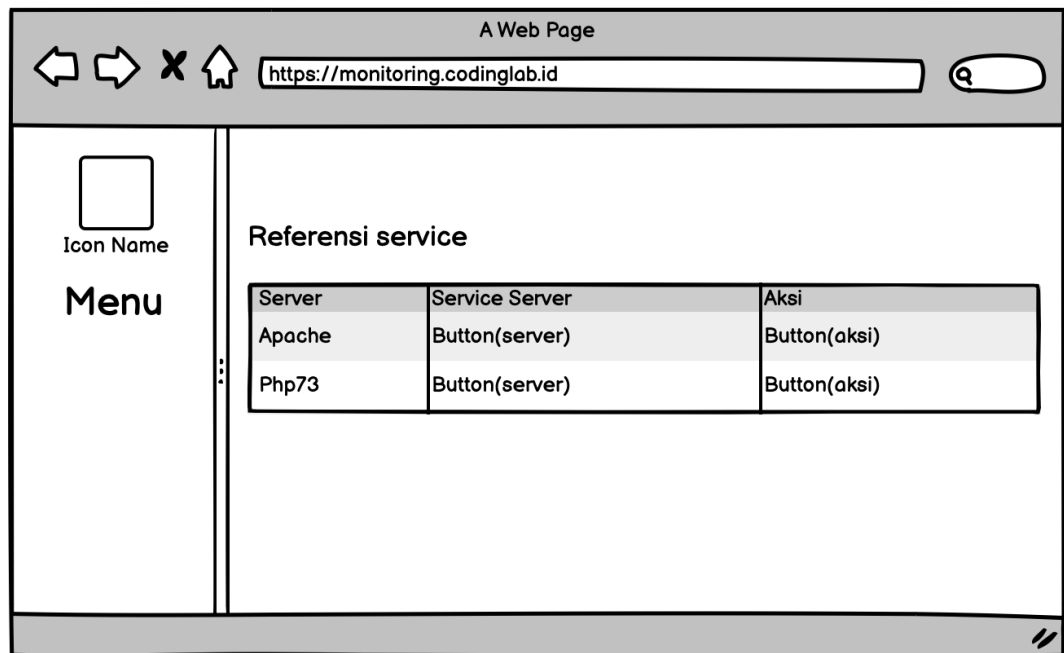 A Web Page
https://monitoring.codinglab.id
Icon Name
Menu
Referensi service
Server Service Server Aksi
Apache Button(server) Button(aksi)
Php73 Button(server) Button(aksi)